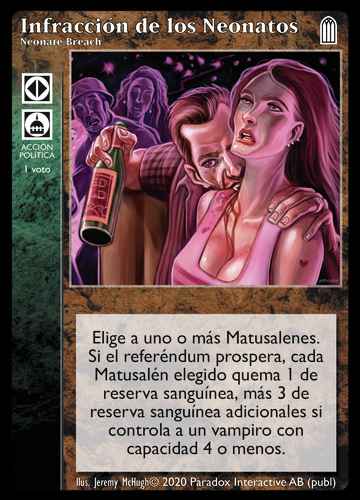 Infracción de los Neonatos
Neonate Breach
ACCIÓN
POLÍTICA
1 voto
Elige a uno o más Matusalenes.
Si el referéndum prospera, cada
Matusalén elegido quema 1 de
reserva sanguínea, más 3 de
reserva sanguínea adicionales si
controla a un vampiro con
capacidad 4 o menos.
Ilus. Jeremy McHugh© 2020 Paradox Interactive AB (publ)